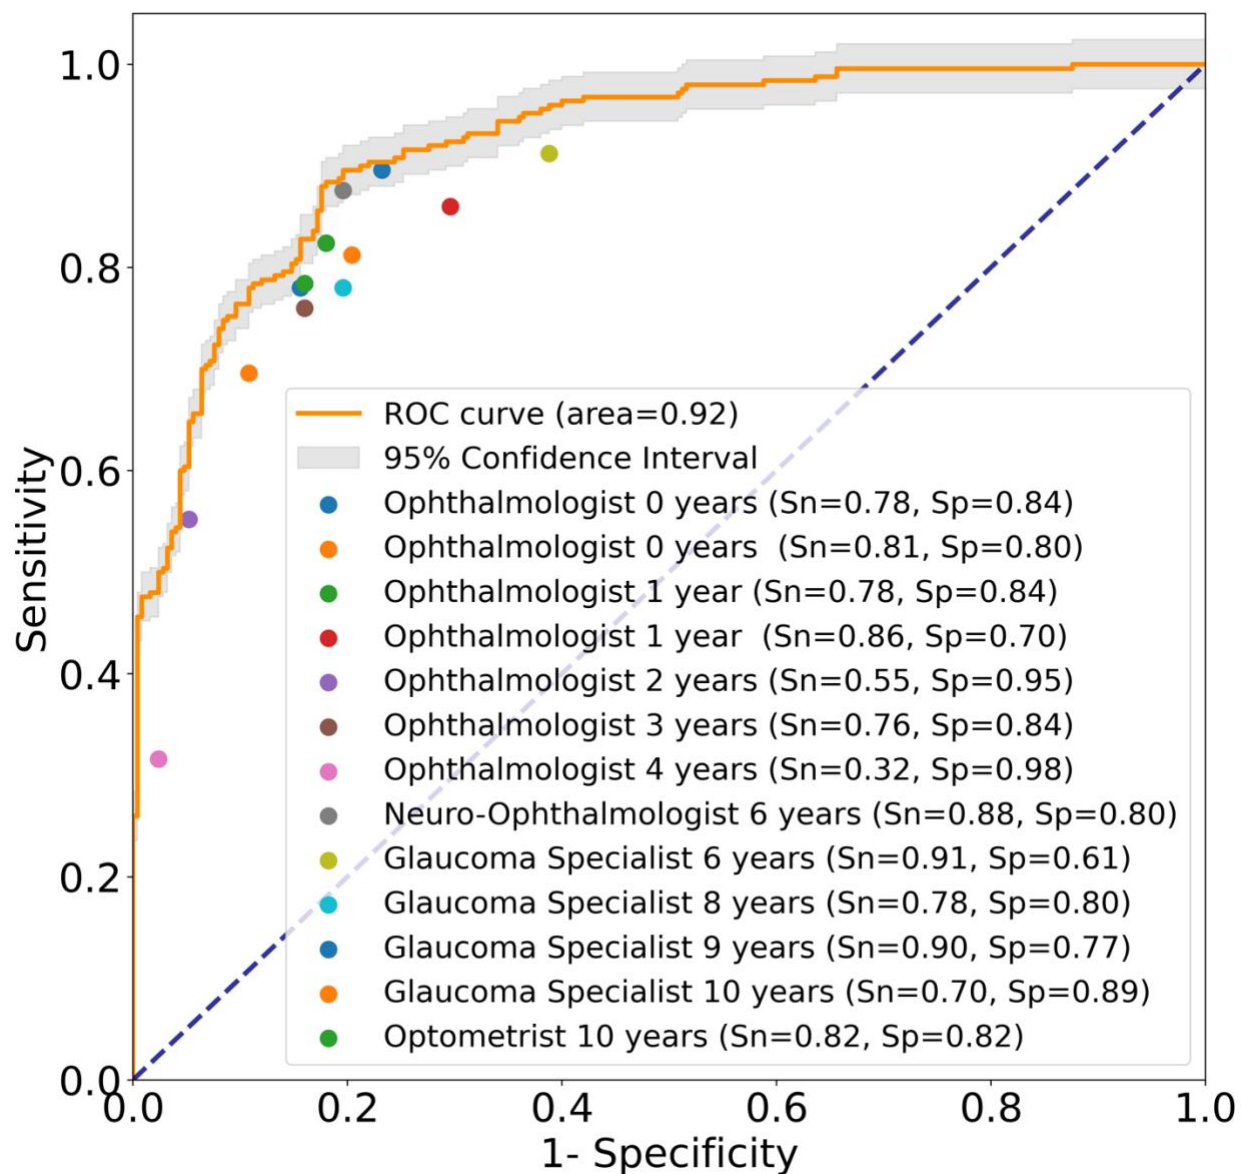 1.0
0.8
0.6
0.4
0.2
0.0
Sensitivity
ROC curve (area=0.92)
95% Confidence Interval
Ophthalmologist 0 years (Sn=0.78, Sp=0.84)
Ophthalmologist 0 years  (Sn=0.81, Sp=0.80)
Ophthalmologist 1 year (Sn=0.78, Sp=0.84)
Ophthalmologist 1 year  (Sn=0.86, Sp=0.70)
Ophthalmologist 2 years (Sn=0.55, Sp=0.95)
Ophthalmologist 3 years (Sn=0.76, Sp=0.84)
Ophthalmologist 4 years (Sn=0.32, Sp=0.98)
Neuro-Ophthalmologist 6 years (Sn=0.88, Sp=0.80)
Glaucoma Specialist 6 years (Sn=0.91, Sp=0.61)
Glaucoma Specialist 8 years (Sn=0.78, Sp=0.80)
Glaucoma Specialist 9 years (Sn=0.90, Sp=0.77)
Glaucoma Specialist 10 years (Sn=0.70, Sp=0.89)
Optometrist 10 years (Sn=0.82, Sp=0.82)
0.0 0.2 0.4 0.6 0.8 1.0
1- Specificity